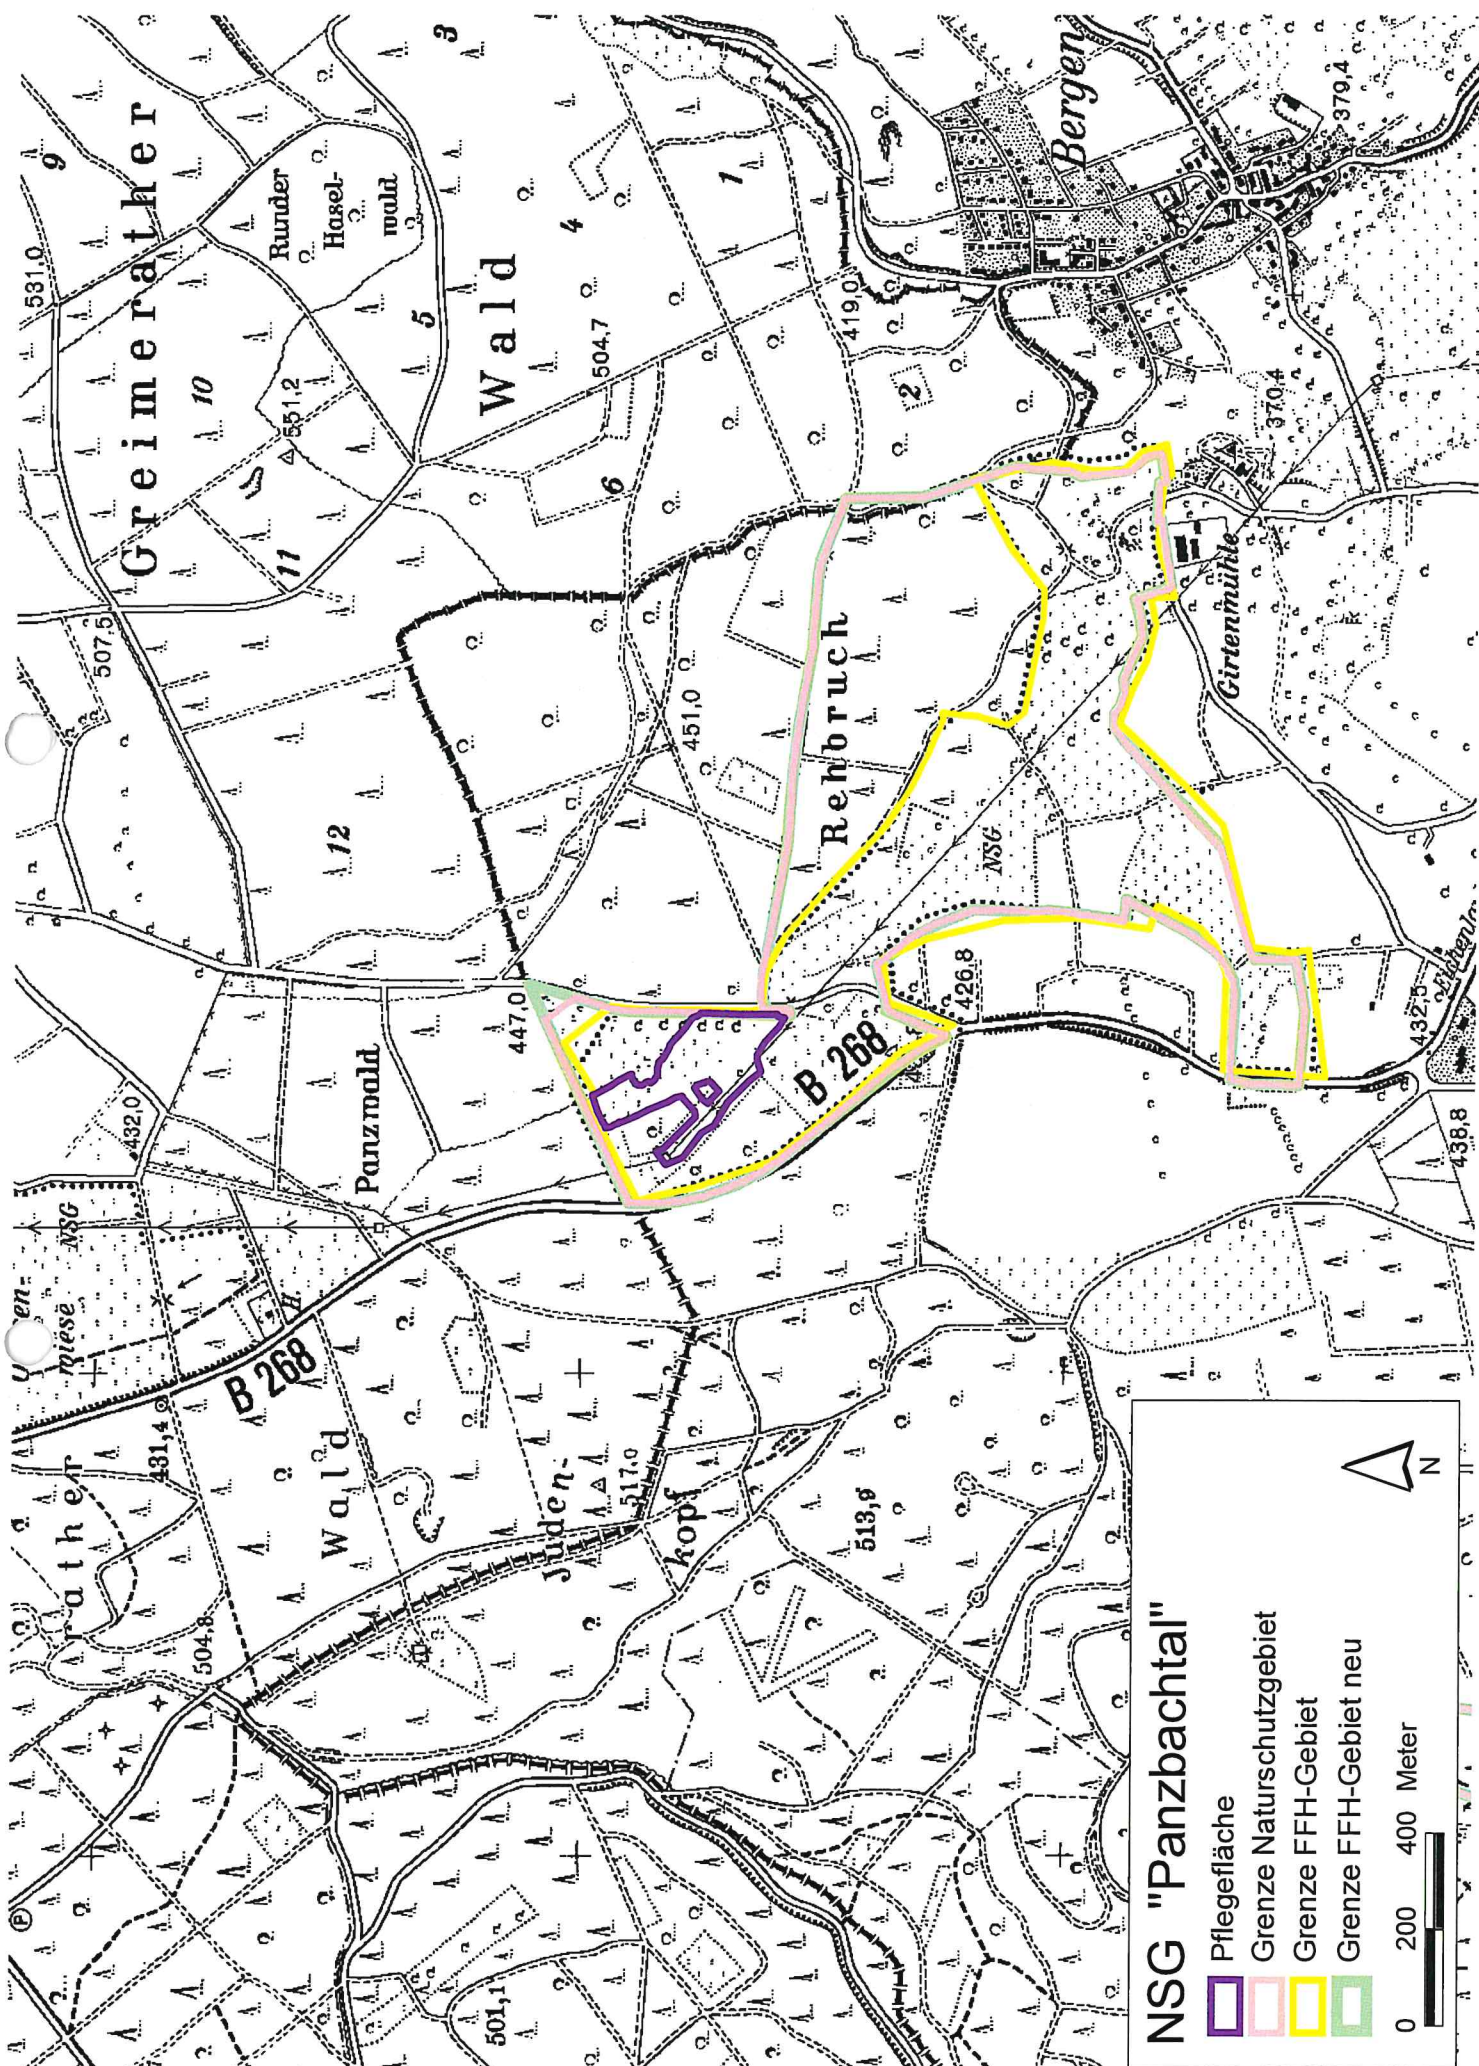 Greimerather
Wald
9
3
10
11
12
5
4
6
1
2
531,0
551,2
507,5
504,7
Runder
Hasel-
wald
Bergen
379,4
419,0
370,4
Girtenmühle
Rehbruch
451,0
447,0
NSG
426,8
B 268
432,5
438,8
Panzwald
432,0
NSG
wiese
H.
B 268
431,4
rather
Wald
Juden-
kopf
517,0
513,9
504,8
501,1
P
NSG "Panzbachtal"
Pflegefläche
Grenze Naturschutzgebiet
Grenze FFH-Gebiet
Grenze FFH-Gebiet neu
0 200 400 Meter
N